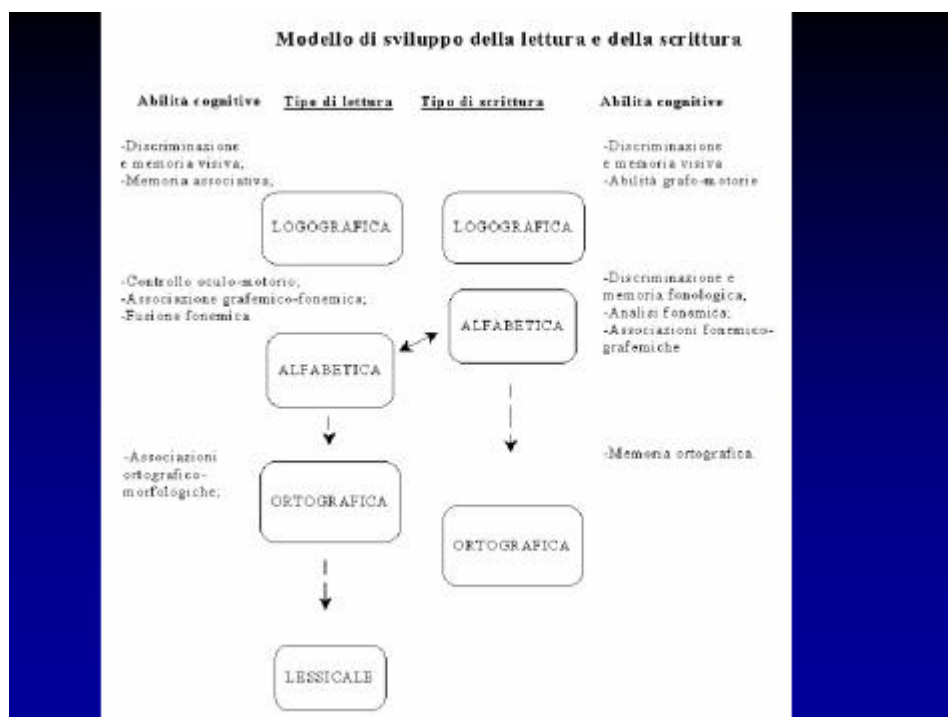 Modello di sviluppo della lettura e della scrittura
Abilità cognitive
Tipo di lettura
Tipo di scrittura
Abilità cognitive
-Discriminazione
e memoria visiva;
-Memoria associativa;
-Discriminazione
e memoria visiva
-Abilità grafo-motorie
LOGOGRAFICA
LOGOGRAFICA
-Controllo oculo-motorio;
-Associazione grafemico-fonemica;
-Fusione fonemica
-Discriminazione e
memoria fonologica,
-Analisi fonemica;
-Associazioni fonemico-
grafemiche
ALFABETICA
ALFABETICA
-Associazioni
ortografico-
morfologiche;
-Memoria ortografica.
ORTOGRAFICA
ORTOGRAFICA
LESSICALE